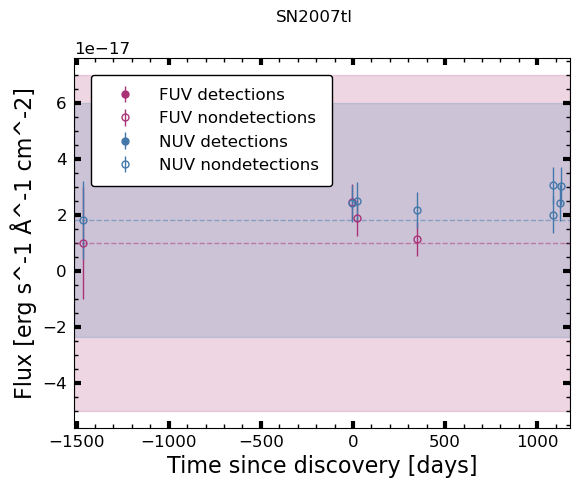 SN2007tl
1e−17
FUV detections
FUV nondetections
NUV detections
NUV nondetections
6
4
2
0
−2
−4
Flux [erg s^-1 Å^-1 cm^-2]
−1500
−1000
−500
0
500
1000
Time since discovery [days]